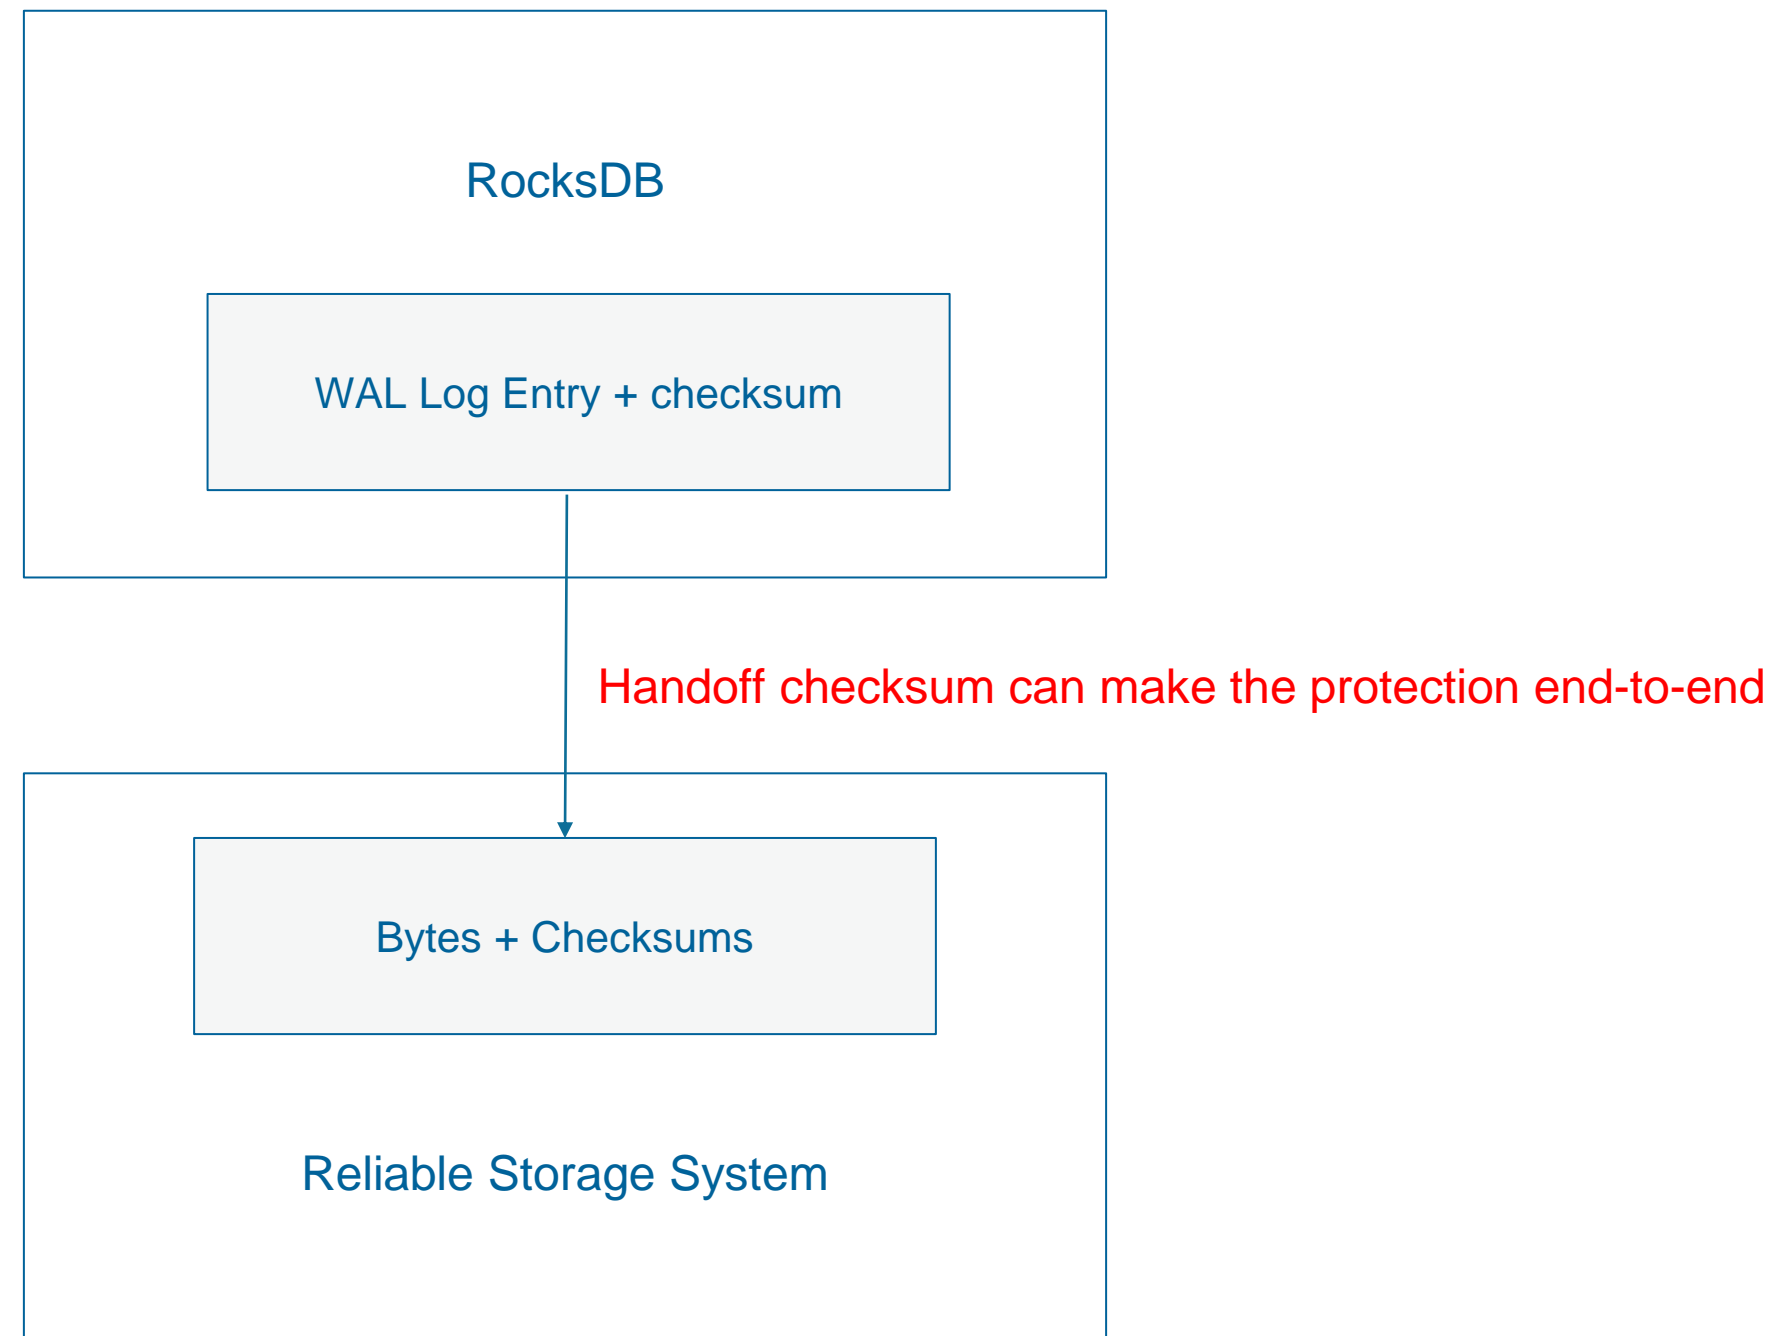 RocksDB
WAL Log Entry + checksum
Handoff checksum can make the protection end-to-end
Bytes + Checksums
Reliable Storage System